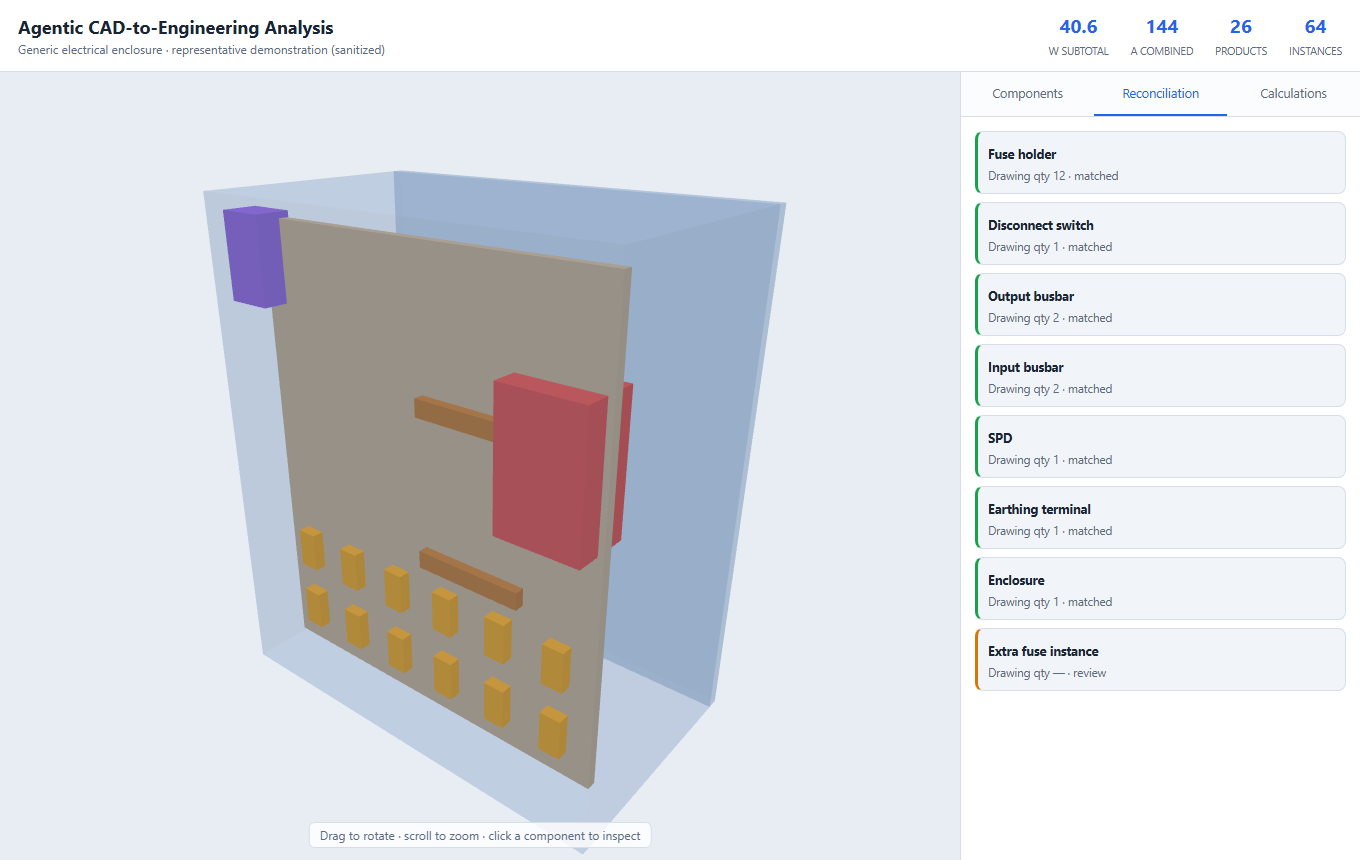 Agentic CAD-to-Engineering Analysis
Generic electrical enclosure · representative demonstration (sanitized)
40.6
W SUBTOTAL
144
A COMBINED
26
PRODUCTS
64
INSTANCES
Components
Reconciliation
Calculations
Fuse holder
Drawing qty 12 · matched
Disconnect switch
Drawing qty 1 · matched
Output busbar
Drawing qty 2 · matched
Input busbar
Drawing qty 2 · matched
SPD
Drawing qty 1 · matched
Earthing terminal
Drawing qty 1 · matched
Enclosure
Drawing qty 1 · matched
Extra fuse instance
Drawing qty — · review
Drag to rotate · scroll to zoom · click a component to inspect